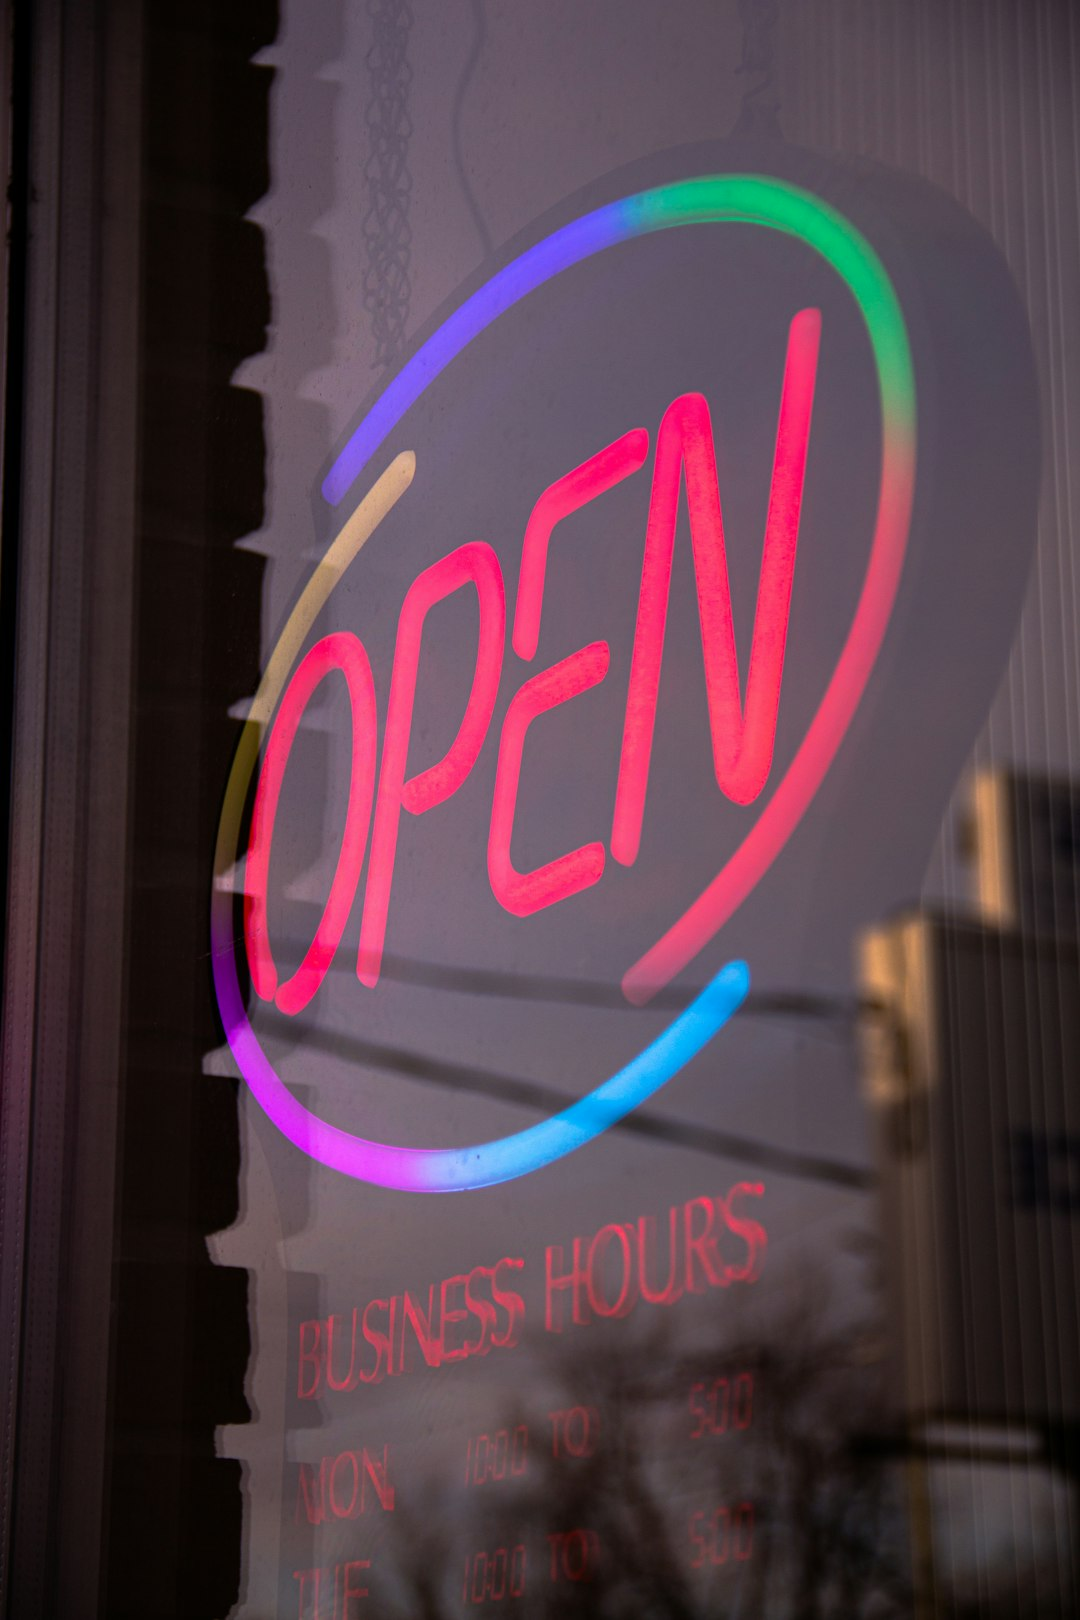 OPEN
BUSINESS HOURS
MON 10:00 TO 5:00
TUE 10:00 TO 5:00